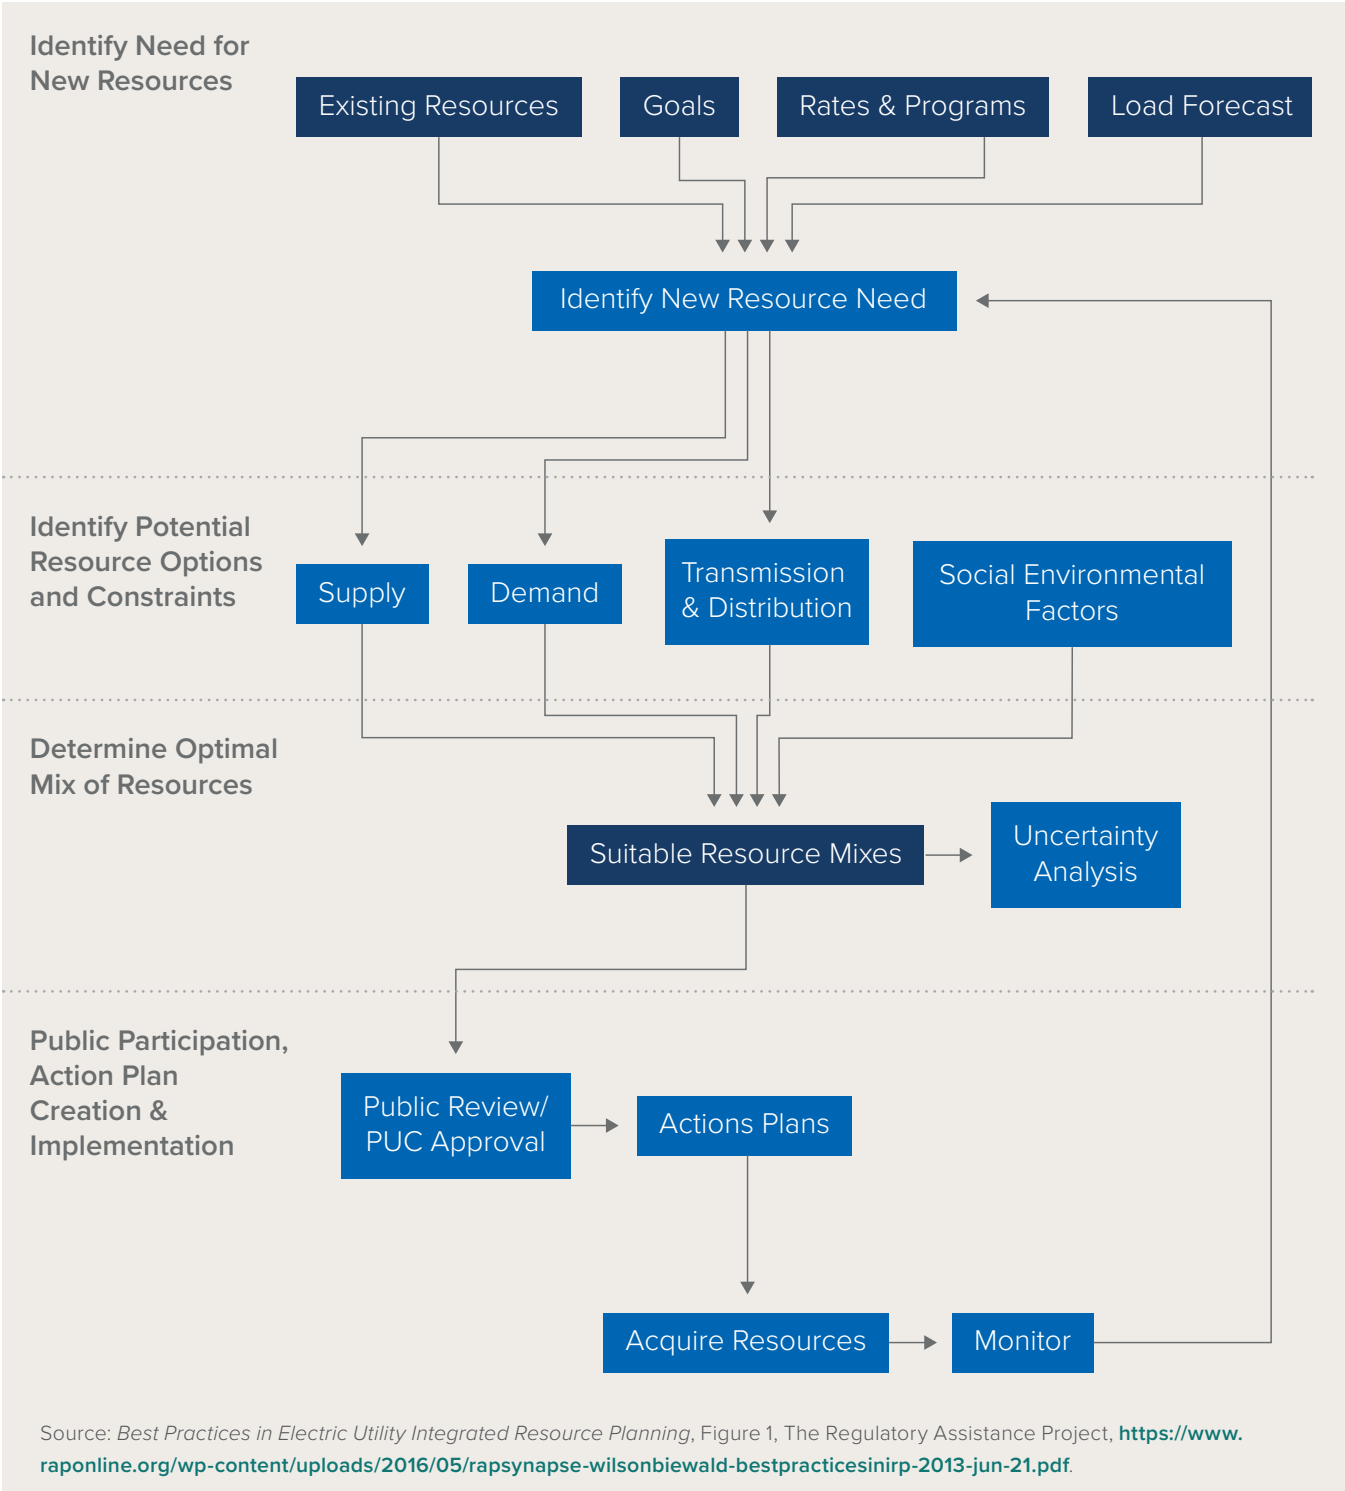 Identify Need for
New Resources
Existing Resources
Goals
Rates & Programs
Load Forecast
Identify New Resource Need
Identify Potential
Resource Options
and Constraints
Supply
Demand
Transmission
& Distribution
Social Environmental
Factors
Determine Optimal
Mix of Resources
Suitable Resource Mixes
Uncertainty
Analysis
Public Participation,
Action Plan
Creation &
Implementation
Public Review/
PUC Approval
Actions Plans
Acquire Resources
Monitor
Source: Best Practices in Electric Utility Integrated Resource Planning, Figure 1, The Regulatory Assistance Project, https://www.
raponline.org/wp-content/uploads/2016/05/rapsynapse-wilsonbiewald-bestpracticesinirp-2013-jun-21.pdf.